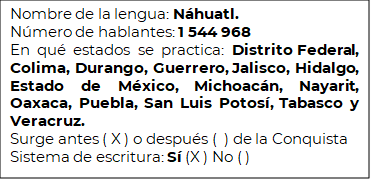 Nombre de la lengua: Náhuatl.
Número de hablantes: 1 544 968
En qué estados se practica: Distrito Federal,
Colima, Durango, Guerrero, Jalisco, Hidalgo,
Estado de México, Michoacán, Nayarit,
Oaxaca, Puebla, San Luis Potosí, Tabasco y
Veracruz.
Surge antes ( X ) o después (  ) de la Conquista
Sistema de escritura: Sí (X ) No ( )